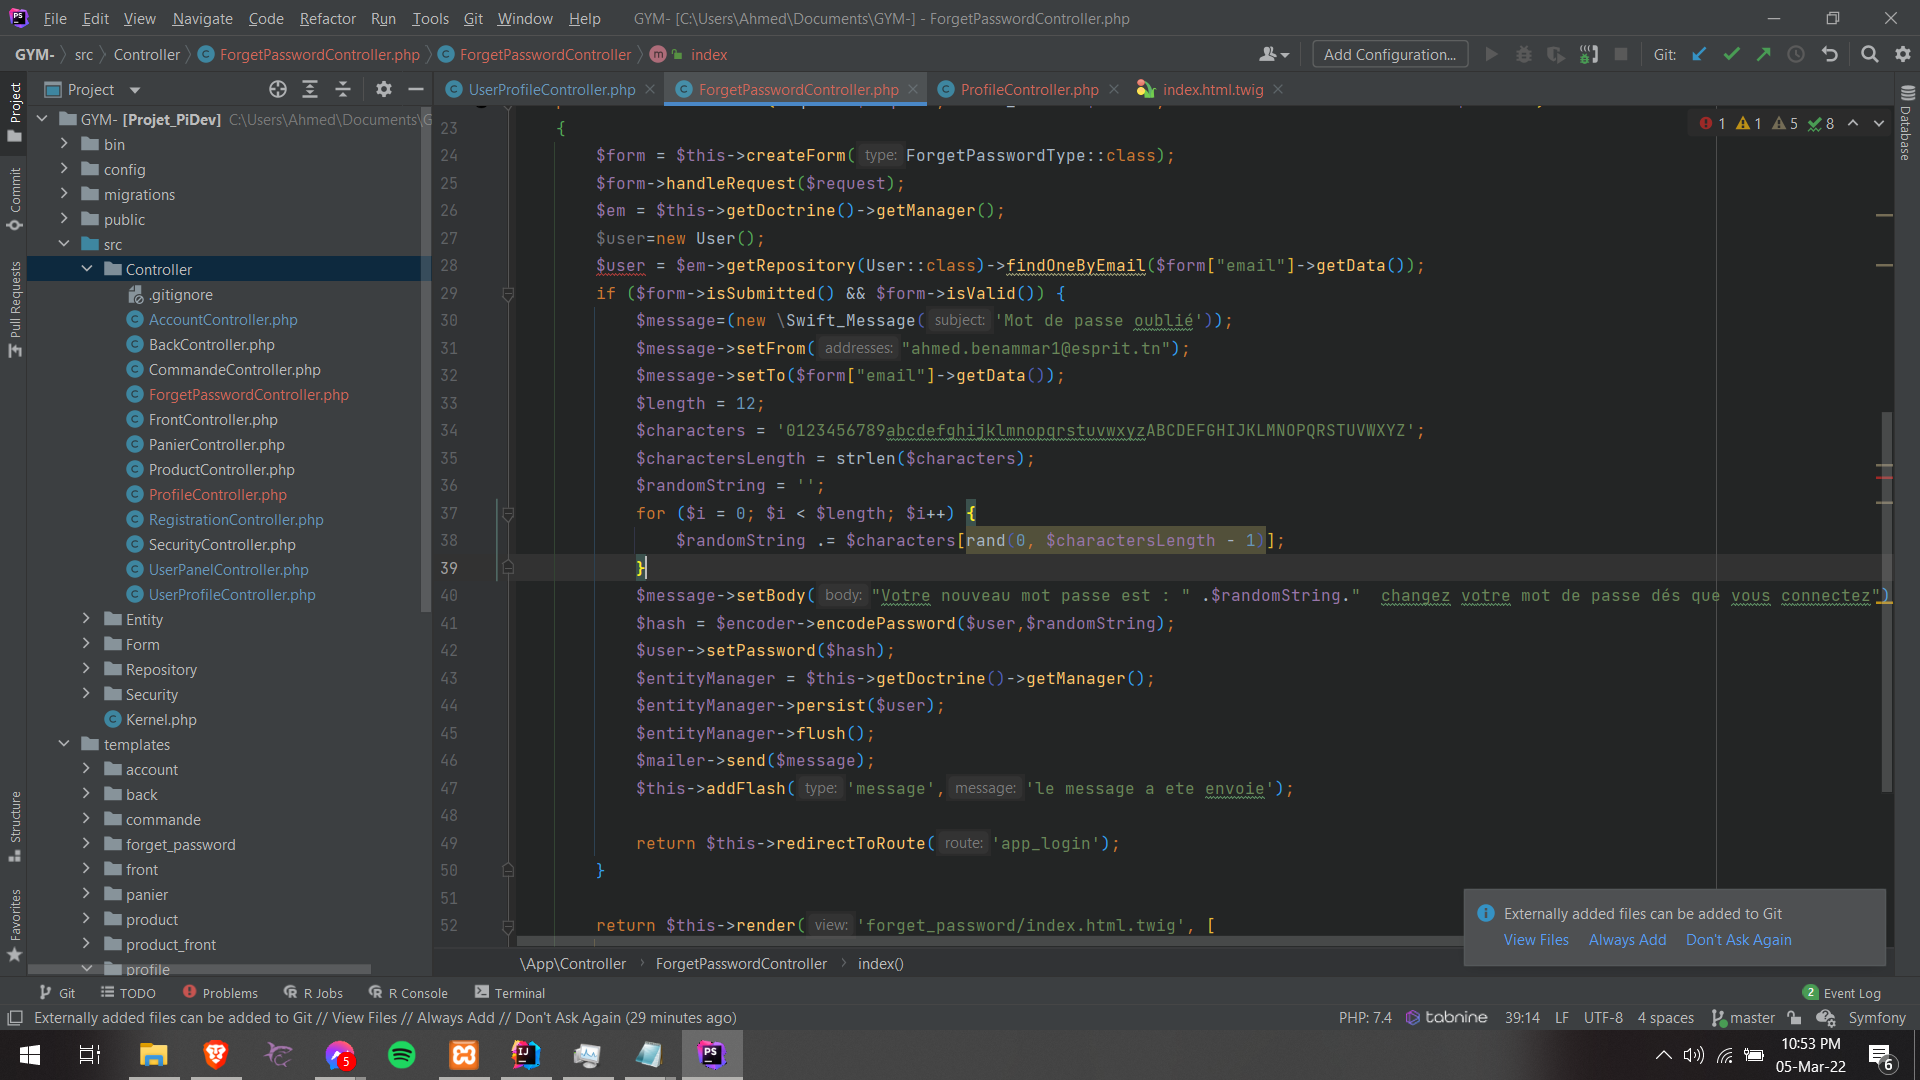 File Edit View Navigate Code Refactor Run Tools Git Window Help GYM- [C:\Users\Ahmed\Documents\GYM-] - ForgetPasswordController.php
GYM- src Controller ForgetPasswordController.php ForgetPasswordController index Add Configuration... Git:
Project UserProfileController.php ForgetPasswordController.php ProfileController.php index.html.twig
GYM- [Projet_PiDev] C:\Users\Ahmed\Documents\G
bin
config
migrations
public
src
Controller
.gitignore
AccountController.php
BackController.php
CommandeController.php
ForgetPasswordController.php
FrontController.php
PanierController.php
ProductController.php
ProfileController.php
RegistrationController.php
SecurityController.php
UserPanelController.php
UserProfileController.php
Entity
Form
Repository
Security
Kernel.php
templates
account
back
commande
forget_password
front
panier
product
product_front
profile
Project
Commit
Pull Requests
Structure
Favorites
Database
1 1 5 8
23 {
24 $form = $this->createForm( type: ForgetPasswordType::class);
25 $form->handleRequest($request);
26 $em = $this->getDoctrine()->getManager();
27 $user=new User();
28 $user = $em->getRepository(User::class)->findOneByEmail($form["email"]->getData());
29 if ($form->isSubmitted() && $form->isValid()) {
30 $message=(new \Swift_Message( subject: 'Mot de passe oublié'));
31 $message->setFrom( addresses: "ahmed.benammar1@esprit.tn");
32 $message->setTo($form["email"]->getData());
33 $length = 12;
34 $characters = '0123456789abcdefghijklmnopqrstuvwxyzABCDEFGHIJKLMNOPQRSTUVWXYZ';
35 $charactersLength = strlen($characters);
36 $randomString = '';
37 for ($i = 0; $i < $length; $i++) {
38 $randomString .= $characters[rand(0, $charactersLength - 1)];
39 }
40 $message->setBody( body: "Votre nouveau mot passe est : " .$randomString."  changez votre mot de passe dés que vous connectez")
41 $hash = $encoder->encodePassword($user,$randomString);
42 $user->setPassword($hash);
43 $entityManager = $this->getDoctrine()->getManager();
44 $entityManager->persist($user);
45 $entityManager->flush();
46 $mailer->send($message);
47 $this->addFlash( type: 'message', message: 'le message a ete envoie');
48
49 return $this->redirectToRoute( route: 'app_login');
50 }
51
52 return $this->render( view: 'forget_password/index.html.twig', [
Externally added files can be added to Git
View Files Always Add Don't Ask Again
\App\Controller ForgetPasswordController index()
Git TODO Problems R Jobs R Console Terminal 2 Event Log
Externally added files can be added to Git // View Files // Always Add // Don't Ask Again (29 minutes ago) PHP: 7.4 tabnine 39:14 LF UTF-8 4 spaces master Symfony
5 10:53 PM
05-Mar-22 6